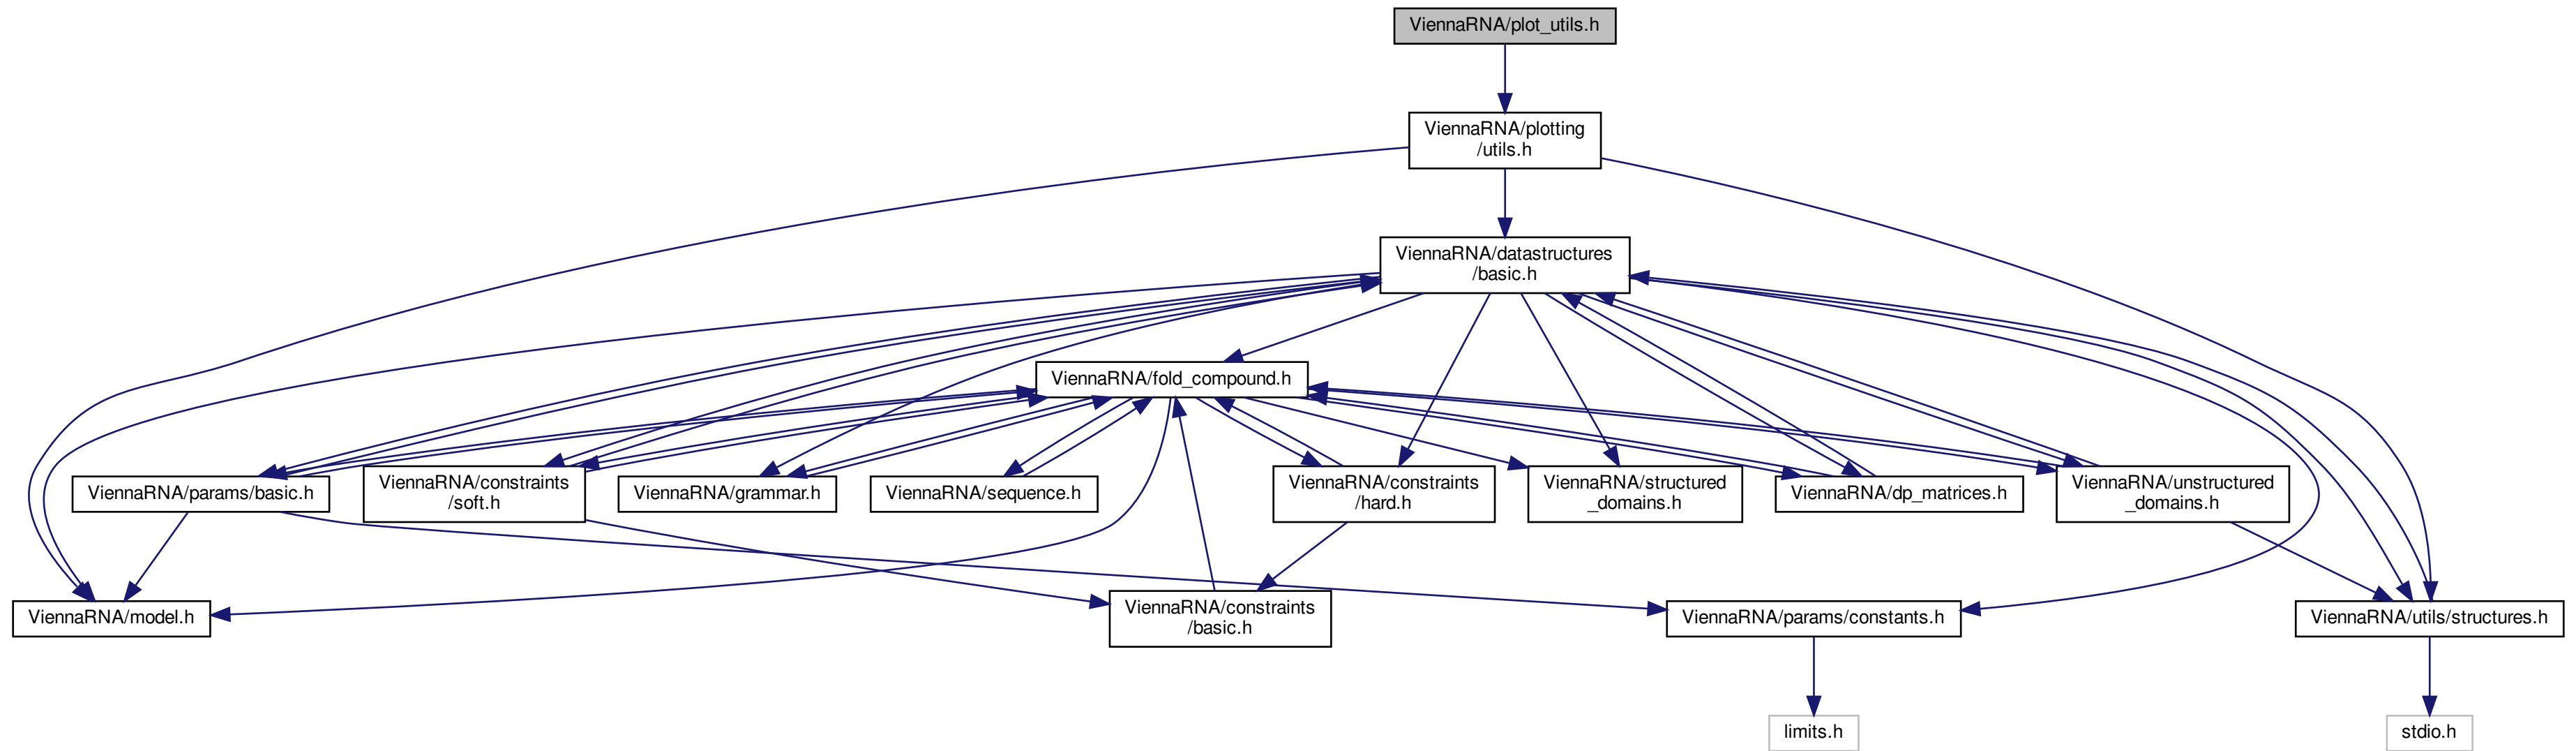 ViennaRNA/plot_utils.h
ViennaRNA/plotting
/utils.h
ViennaRNA/datastructures
/basic.h
ViennaRNA/fold_compound.h
ViennaRNA/params/basic.h
ViennaRNA/constraints
/soft.h
ViennaRNA/grammar.h
ViennaRNA/sequence.h
ViennaRNA/constraints
/hard.h
ViennaRNA/structured
_domains.h
ViennaRNA/dp_matrices.h
ViennaRNA/unstructured
_domains.h
ViennaRNA/model.h
ViennaRNA/constraints
/basic.h
ViennaRNA/params/constants.h
ViennaRNA/utils/structures.h
limits.h
stdio.h